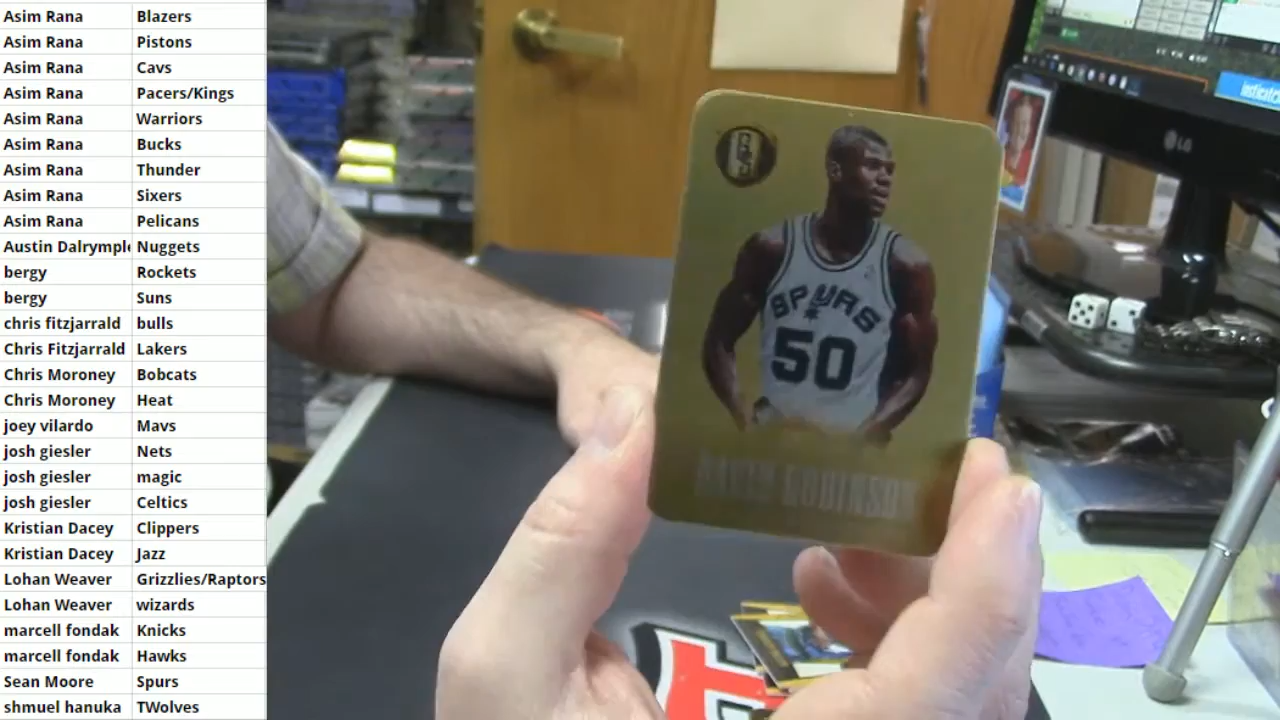 Asim Rana Blazers
Asim Rana Pistons
Asim Rana Cavs
Asim Rana Pacers/Kings
Asim Rana Warriors
Asim Rana Bucks
Asim Rana Thunder
Asim Rana Sixers
Asim Rana Pelicans
Austin Dalrymple Nuggets
bergy Rockets
bergy Suns
chris fitzjarrald bulls
Chris Fitzjarrald Lakers
Chris Moroney Bobcats
Chris Moroney Heat
joey vilardo Mavs
josh giesler Nets
josh giesler magic
josh giesler Celtics
Kristian Dacey Clippers
Kristian Dacey Jazz
Lohan Weaver Grizzlies/Raptors
Lohan Weaver wizards
marcell fondak Knicks
marcell fondak Hawks
Sean Moore Spurs
shmuel hanuka TWolves
SPURS
50
DAVID ROBINSON
LG